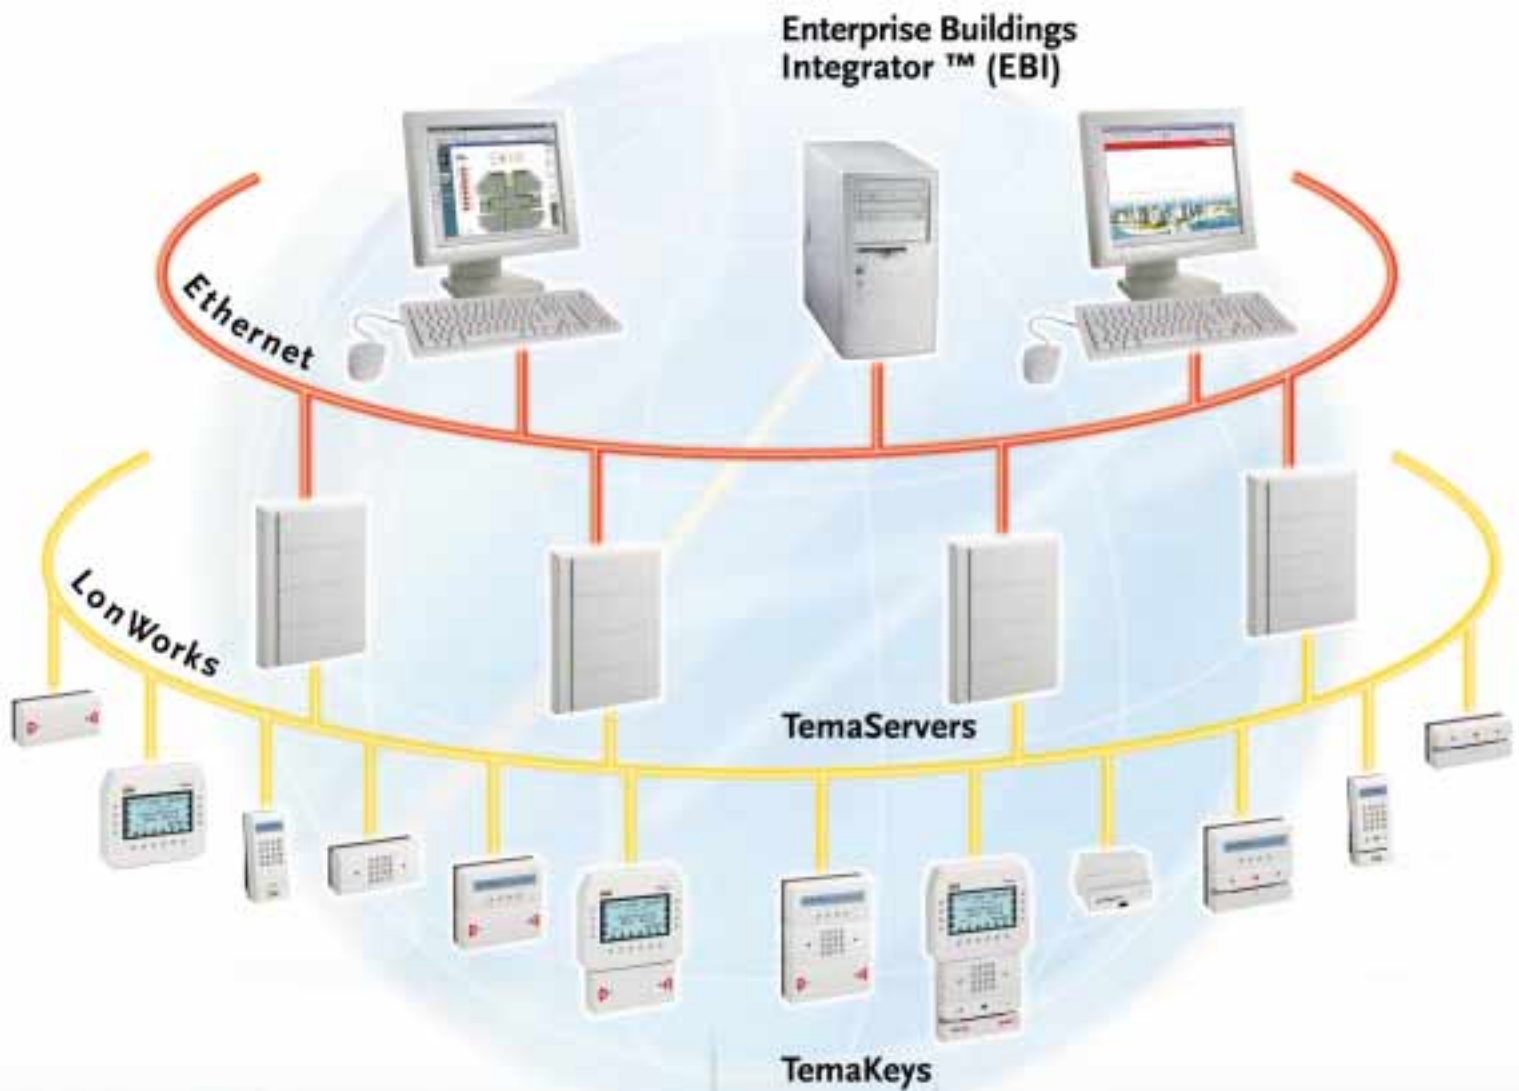 Enterprise Buildings
Integrator ™ (EBI)
Ethernet
LonWorks
TemaServers
TemaKeys